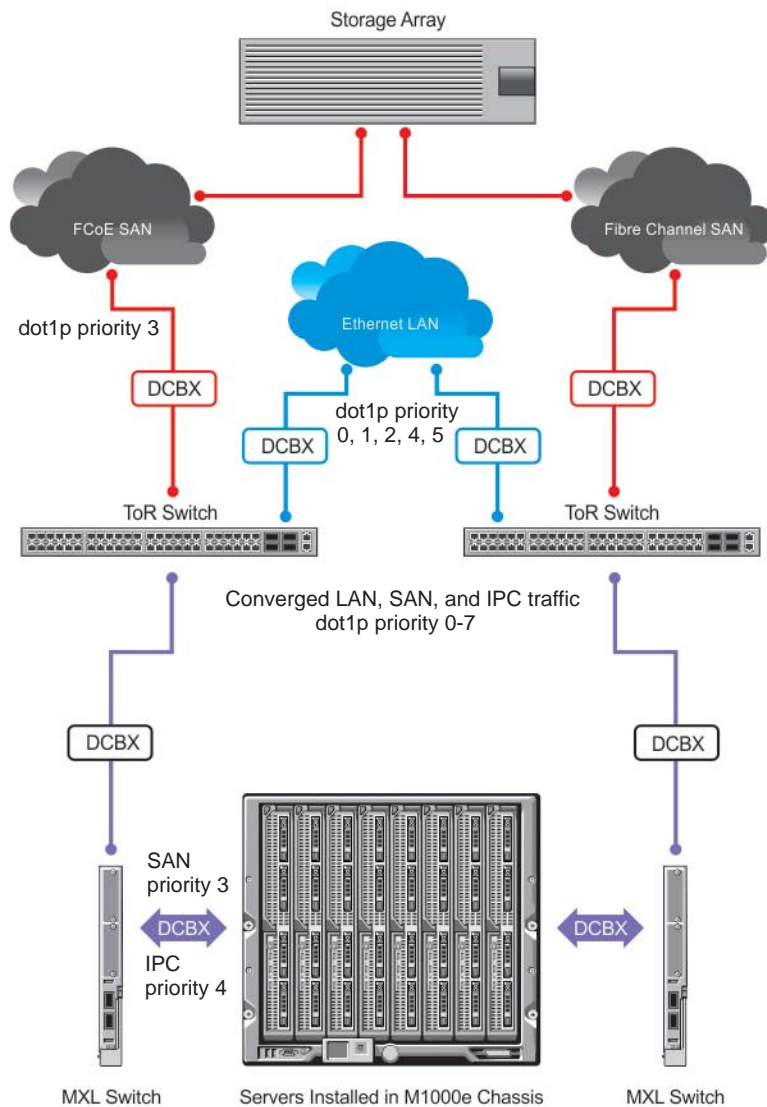 Storage Array
FCoE SAN
Fibre Channel SAN
Ethernet LAN
dot1p priority 3
DCBX
DCBX
dot1p priority
0, 1, 2, 4, 5
DCBX
DCBX
ToR Switch
ToR Switch
Converged LAN, SAN, and IPC traffic
dot1p priority 0-7
DCBX
DCBX
SAN
priority 3
DCBX
DCBX
IPC
priority 4
MXL Switch
Servers Installed in M1000e Chassis
MXL Switch